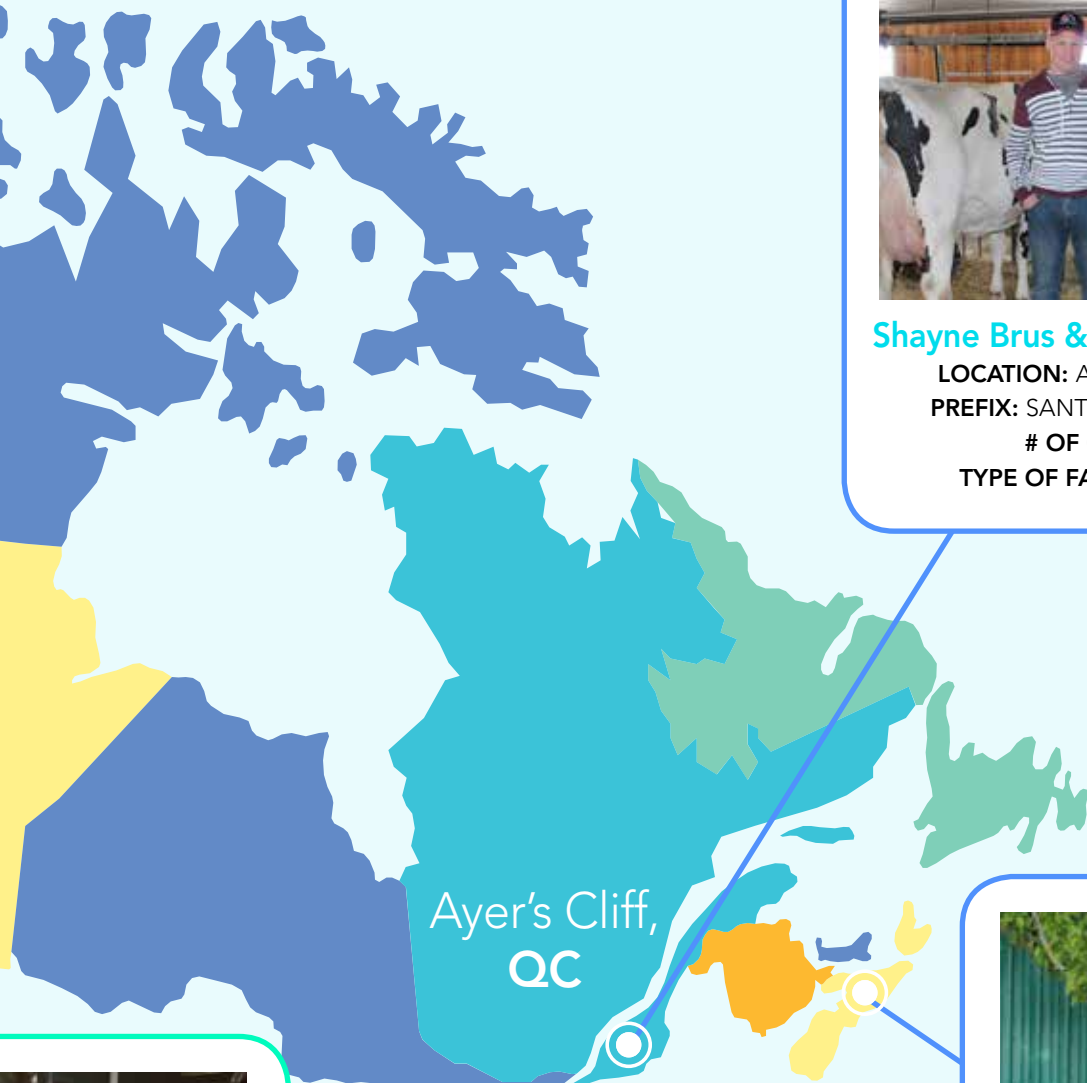 Shayne Brus &
LOCATION: A
PREFIX: SANT
# OF
TYPE OF FA
Ayer's Cliff,
QC